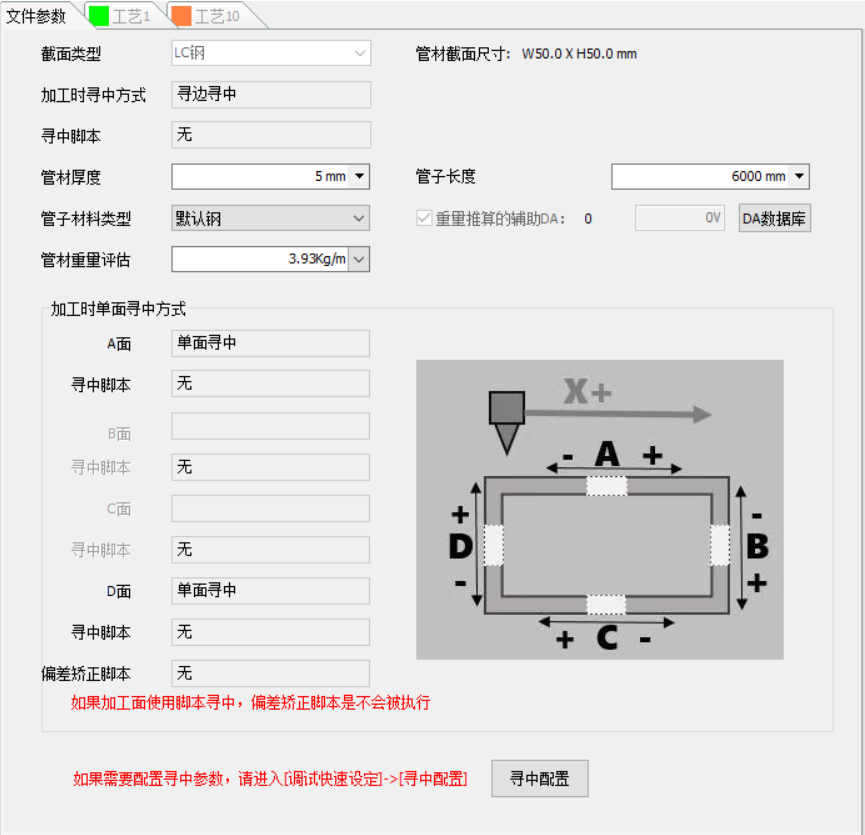 文件参数 工艺1 工艺10
截面类型 LC钢 管材截面尺寸: W50.0 X H50.0 mm
加工时寻中方式 寻边寻中
寻中脚本 无
管材厚度 5 mm 管子长度 6000 mm
管子材料类型 默认钢 重量推算的辅助DA: 0 0V DA数据库
管材重量评估 3.93Kg/m
加工时单面寻中方式
A面 单面寻中
寻中脚本 无
B面
寻中脚本 无
C面
寻中脚本 无
D面 单面寻中
寻中脚本 无
偏差矫正脚本 无
X+
- A +
+ D -
- B +
+ C -
如果加工面使用脚本寻中，偏差矫正脚本是不会被执行
如果需要配置寻中参数，请进入[调试快速设定]->[寻中配置] 寻中配置